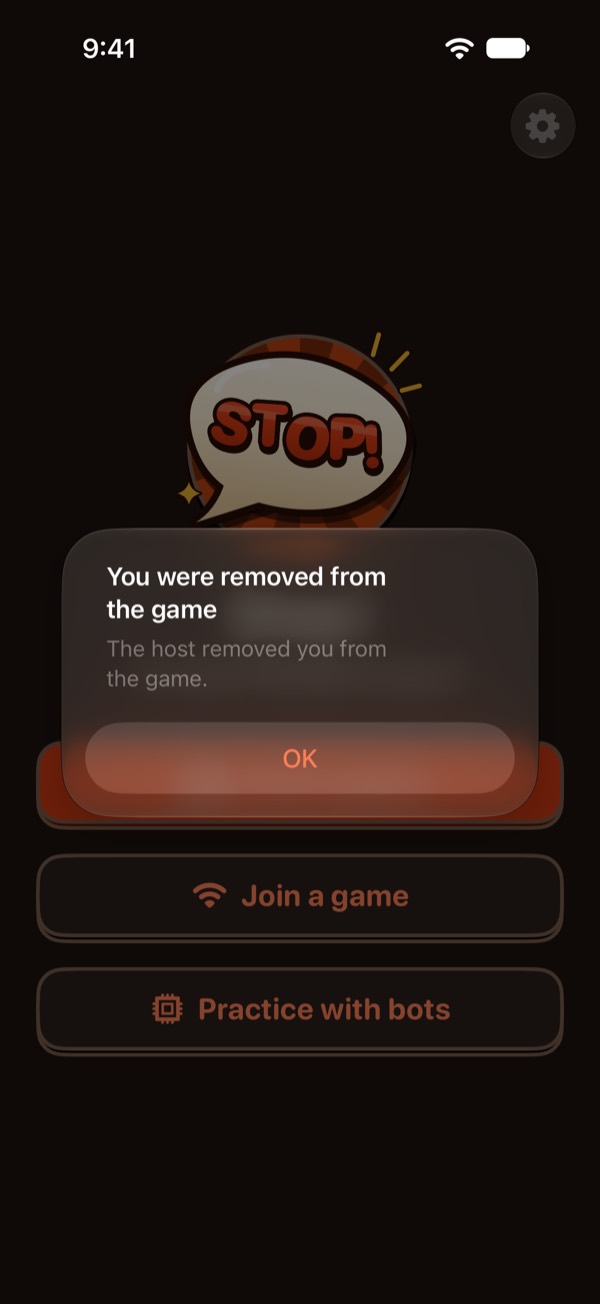 9:41
STOP!
You were removed from
the game
The host removed you from
the game.
OK
Join a game
Practice with bots